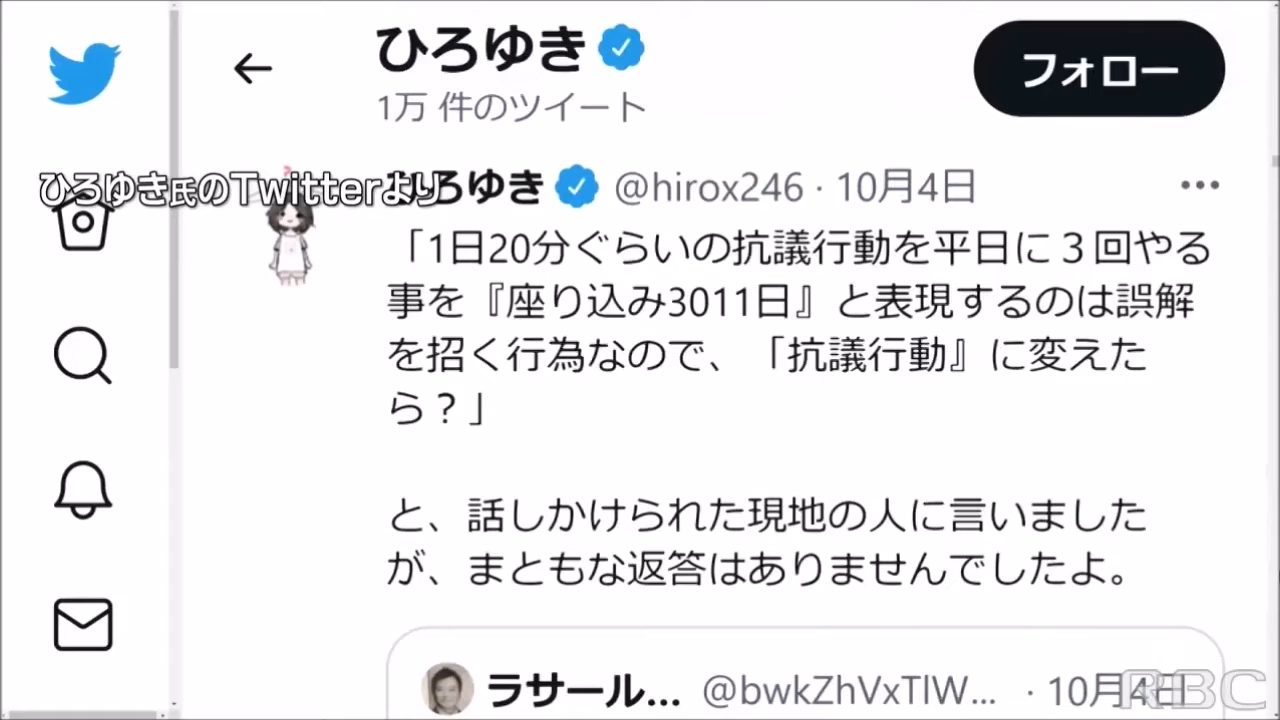 ひろゆき
1万 件のツイート
フォロー
ひろゆき氏のTwitterより
ひろゆき @hirox246 · 10月4日
「1日20分ぐらいの抗議行動を平日に３回やる
事を『座り込み3011日』と表現するのは誤解
を招く行為なので、「抗議行動』に変えた
ら？」
と、話しかけられた現地の人に言いました
が、まともな返答はありませんでしたよ。
ラサール... @bwkZhVxTlW... · 10月4日
RBC